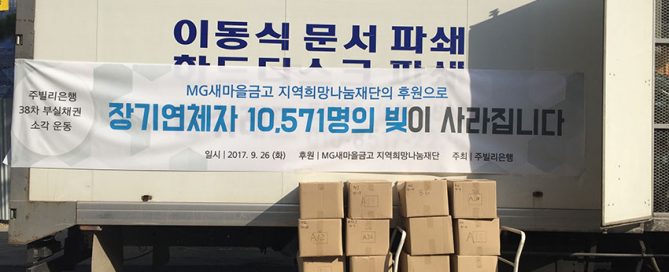 이동식 문서 파쇄
주빌리은행
38차 부실채권
소각 운동
MG새마을금고 지역희망나눔재단의 후원으로
장기연체자 10,571명의 빚이 사라집니다
일시 | 2017. 9. 26 (화) 후원 | MG새마을금고 지역희망나눔재단 주최 | 주빌리은행